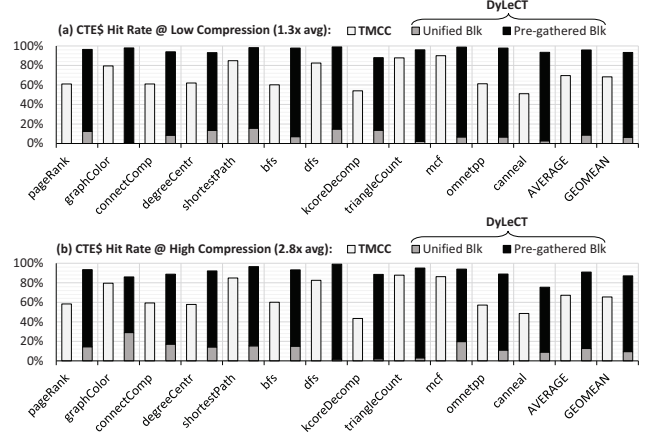 DyLeCT
(a) CTE$ Hit Rate @ Low Compression (1.3x avg): TMCC Unified Blk Pre-gathered Blk
100%
80%
60%
40%
20%
0%
pageRank
graphColor
connectComp
degreeCentr
shortestPath
bfs
dfs
kcoreDecomp
triangleCount
mcf
omnetpp
canneal
AVERAGE
GEOMEAN
DyLeCT
(b) CTE$ Hit Rate @ High Compression (2.8x avg): TMCC Unified Blk Pre-gathered Blk
100%
80%
60%
40%
20%
0%
pageRank
graphColor
connectComp
degreeCentr
shortestPath
bfs
dfs
kcoreDecomp
triangleCount
mcf
omnetpp
canneal
AVERAGE
GEOMEAN